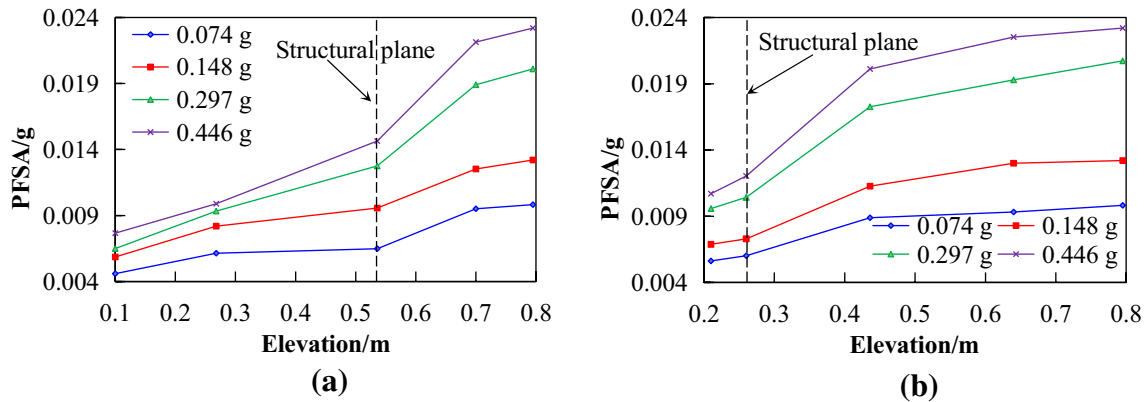 0.024
0.019
0.014
0.009
0.004
PFSA/g
0.074 g
0.148 g
0.297 g
0.446 g
Structural plane
0.1 0.2 0.3 0.4 0.5 0.6 0.7 0.8
Elevation/m
(a)
0.024
0.019
0.014
0.009
0.004
PFSA/g
Structural plane
0.074 g 0.148 g
0.297 g 0.446 g
0.2 0.3 0.4 0.5 0.6 0.7 0.8
Elevation/m
(b)